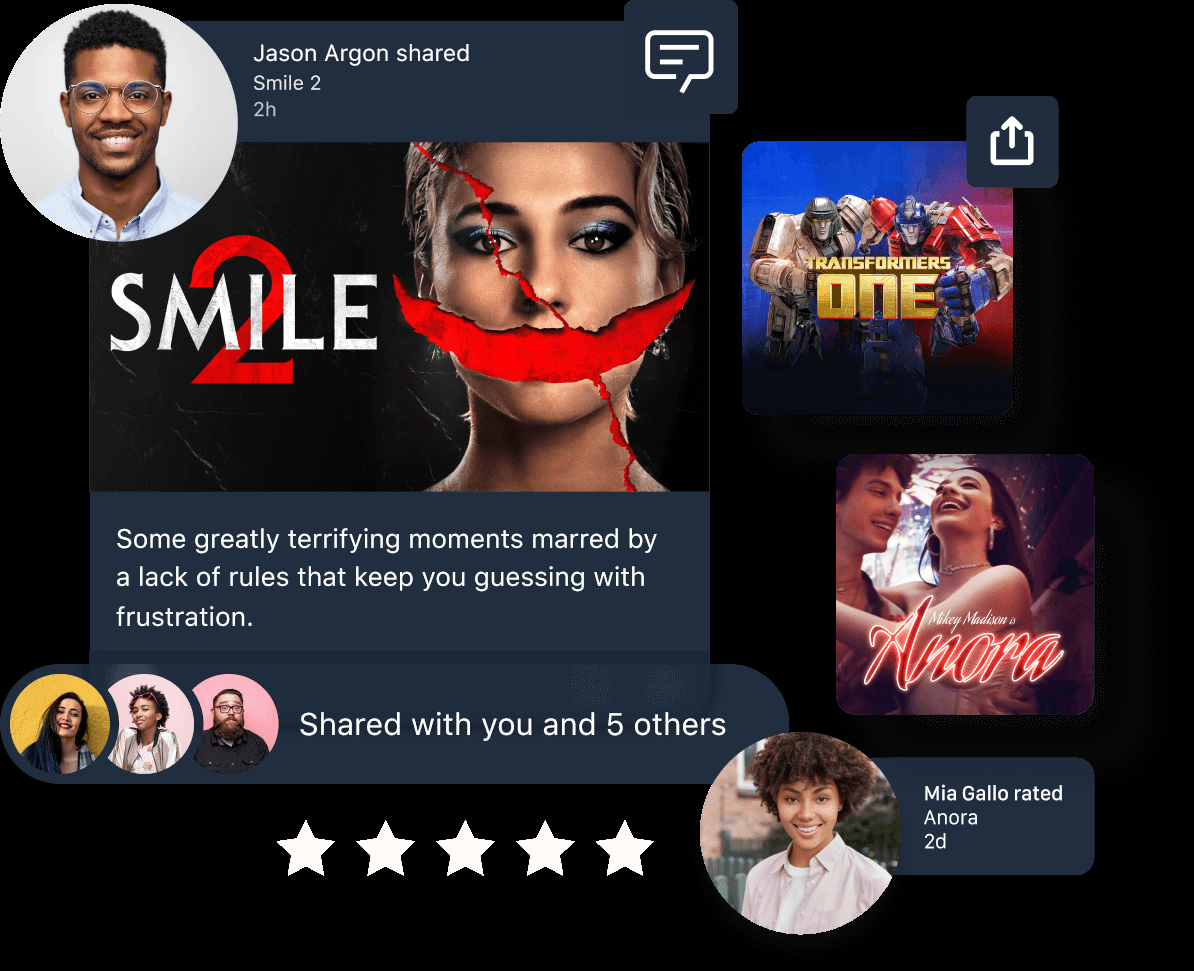 Jason Argon shared
Smile 2
2h
SMILE
2
TRANSFORMERS
ONE
Mikey Madison is
Anora
Some greatly terrifying moments marred by
a lack of rules that keep you guessing with
frustration.
Shared with you and 5 others
Mia Gallo rated
Anora
2d